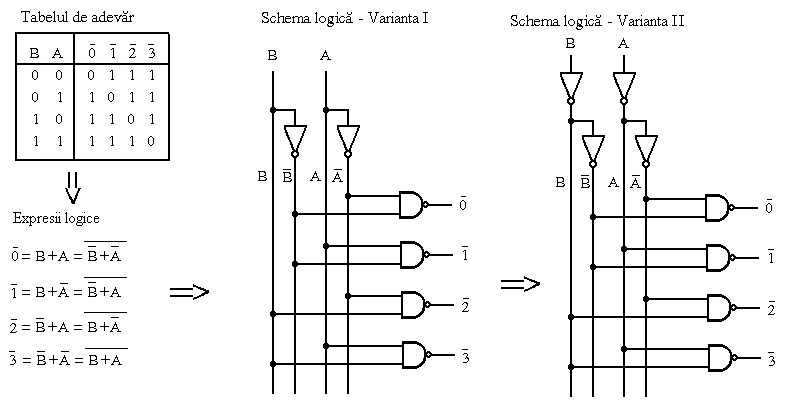 Tabelul de adevăr
B A 0̄ 1̄ 2̄ 3̄
0 0 0 1 1 1
0 1 1 0 1 1
1 0 1 1 0 1
1 1 1 1 1 0
Expresii logice
0̄ = B+A = B̅̅+̅A̅̅
1̄ = B+A̅ = B̅̅+̅A̅
2̄ = B̅+A = B̅+̅A̅̅
3̄ = B̅+A̅ = B̅+̅A̅
Schema logică - Varianta I
B A
B B̅ A A̅
0̄
1̄
2̄
3̄
Schema logică - Varianta II
B A
B B̅ A A̅
0̄
1̄
2̄
3̄